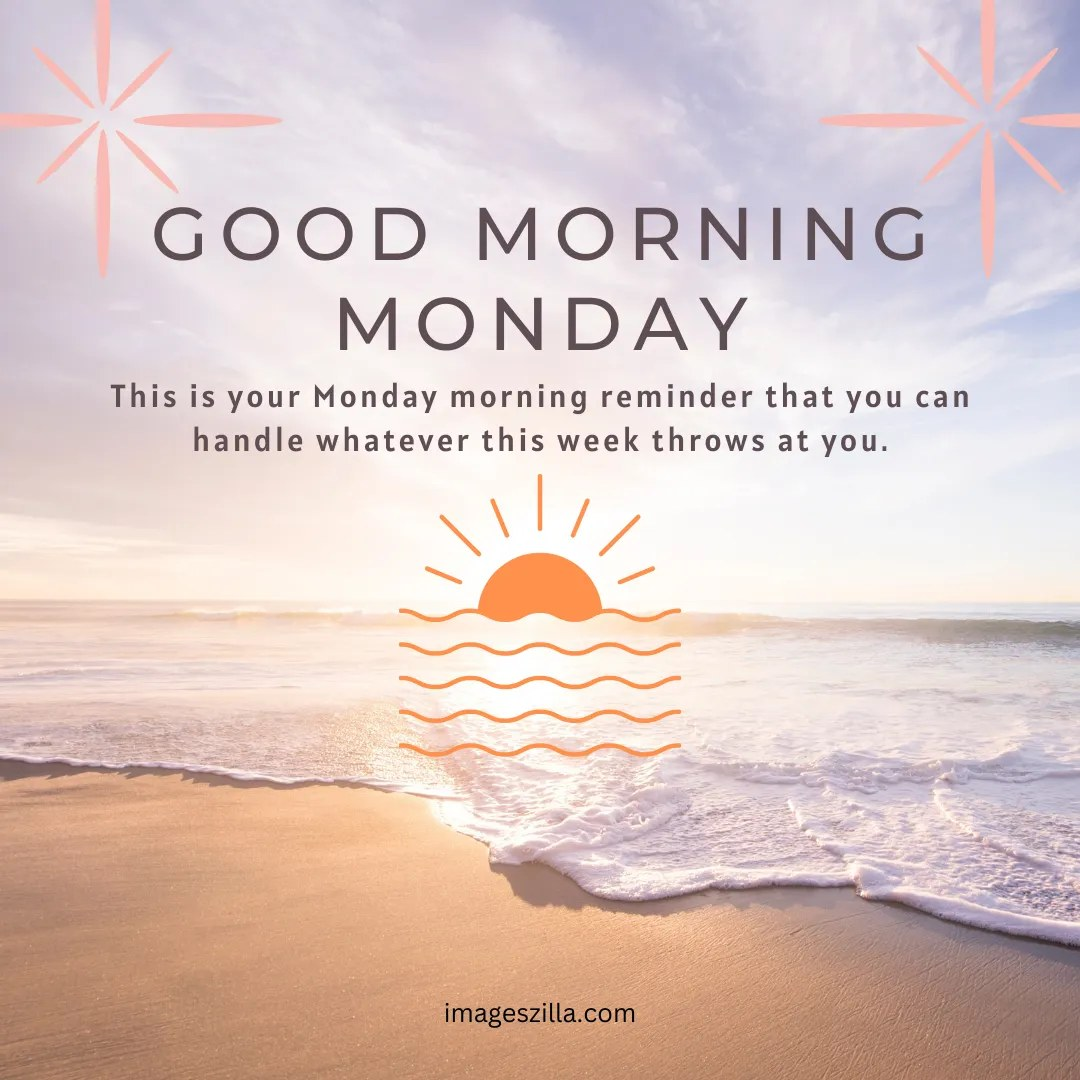 GOOD MORNING
MONDAY
This is your Monday morning reminder that you can
handle whatever this week throws at you.
imageszilla.com